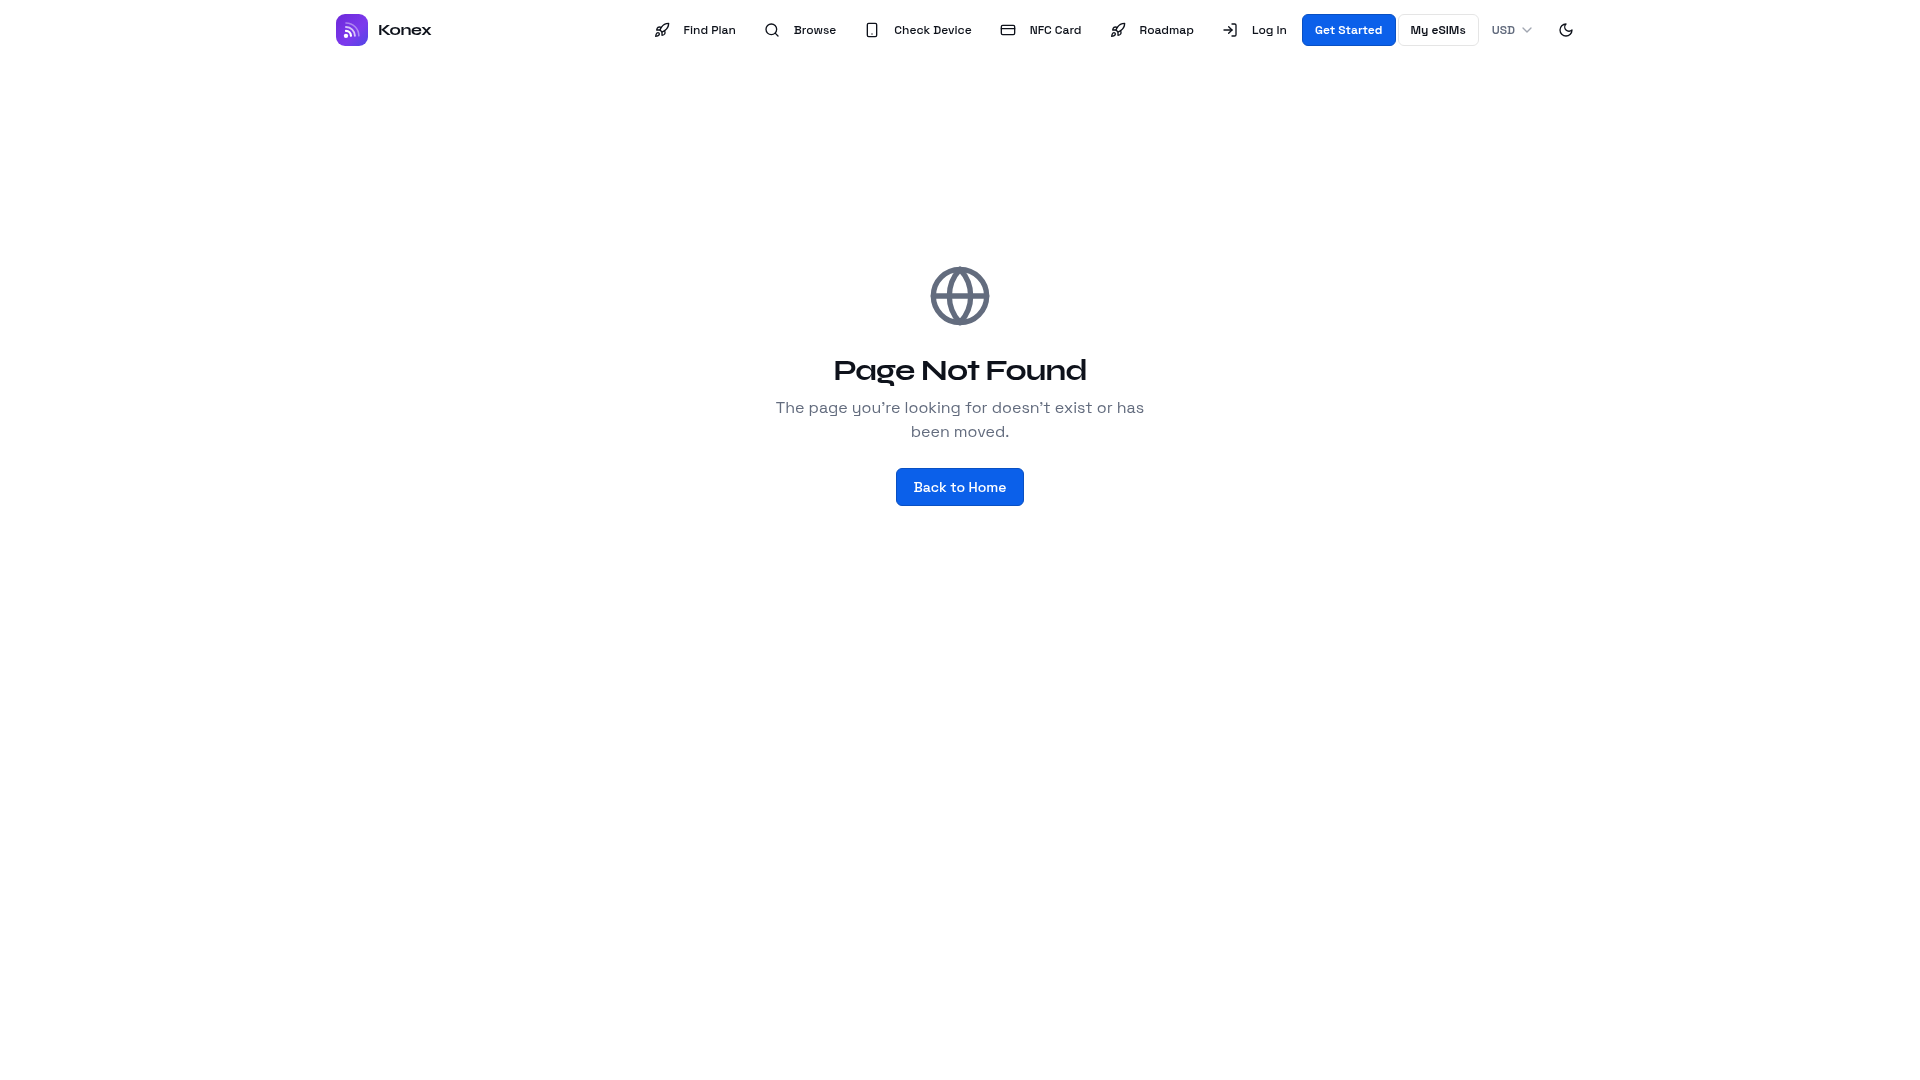 Konex
Find Plan
Browse
Check Device
NFC Card
Roadmap
Log In
Get Started
My eSIMs
USD
Page Not Found
The page you're looking for doesn't exist or has
been moved.
Back to Home